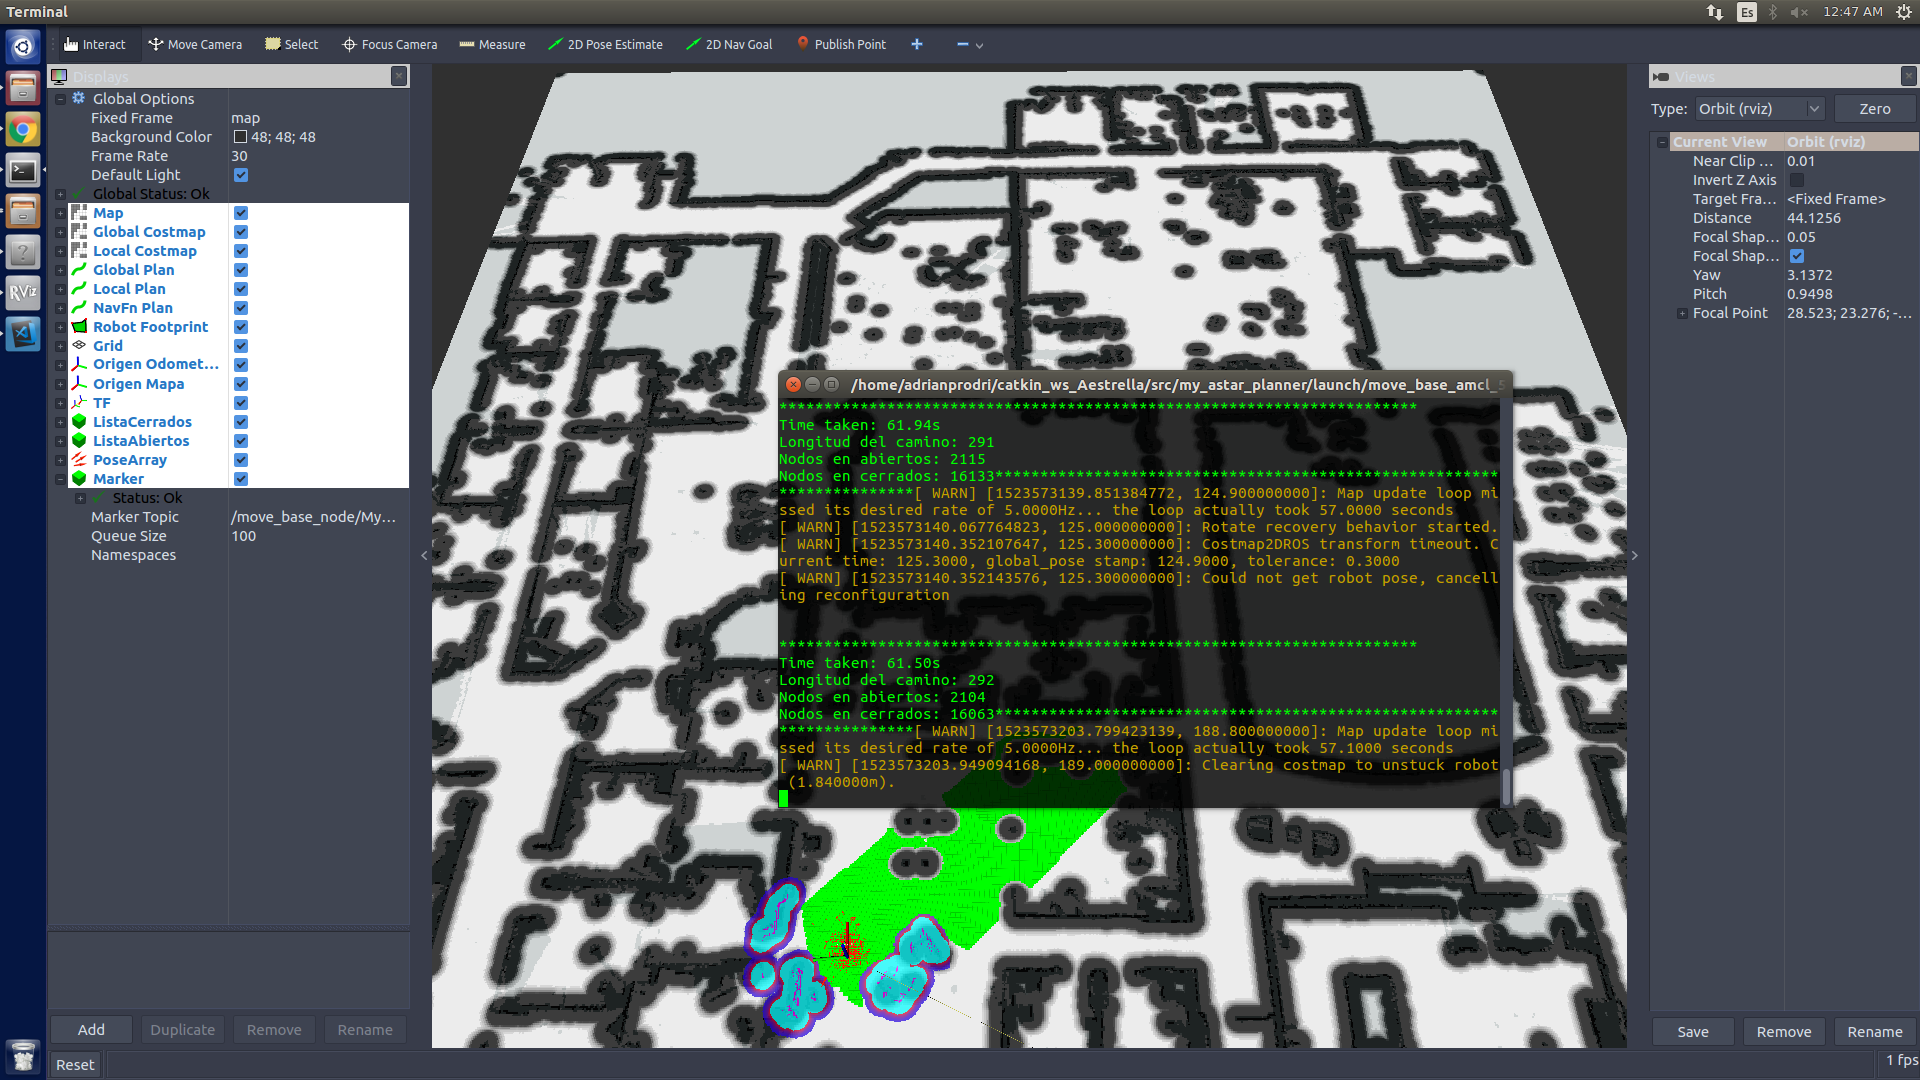 Terminal
Es
12:47 AM
Interact
Move Camera
Select
Focus Camera
Measure
2D Pose Estimate
2D Nav Goal
Publish Point
Displays
Global Options
Fixed Frame map
Background Color 48; 48; 48
Frame Rate 30
Default Light
Global Status: Ok
Map
Global Costmap
Local Costmap
Global Plan
Local Plan
NavFn Plan
Robot Footprint
Grid
Origen Odomet...
Origen Mapa
TF
ListaCerrados
ListaAbiertos
PoseArray
Marker
Status: Ok
Marker Topic /move_base_node/My...
Queue Size 100
Namespaces
Add
Duplicate
Remove
Rename
Reset
RViz
/home/adrianprodri/catkin_ws_Aestrella/src/my_astar_planner/launch/move_base_amcl_5
***********************************************************************
Time taken: 61.94s
Longitud del camino: 291
Nodos en abiertos: 2115
Nodos en cerrados: 16133********************************************************
***************[ WARN] [1523573139.851384772, 124.900000000]: Map update loop mi
ssed its desired rate of 5.0000Hz... the loop actually took 57.0000 seconds
[ WARN] [1523573140.067764823, 125.000000000]: Rotate recovery behavior started.
[ WARN] [1523573140.352107647, 125.300000000]: Costmap2DROS transform timeout. C
urrent time: 125.3000, global_pose stamp: 124.9000, tolerance: 0.3000
[ WARN] [1523573140.352143576, 125.300000000]: Could not get robot pose, cancell
ing reconfiguration
***********************************************************************
Time taken: 61.50s
Longitud del camino: 292
Nodos en abiertos: 2104
Nodos en cerrados: 16063********************************************************
***************[ WARN] [1523573203.799423139, 188.800000000]: Map update loop mi
ssed its desired rate of 5.0000Hz... the loop actually took 57.1000 seconds
[ WARN] [1523573203.949094168, 189.000000000]: Clearing costmap to unstuck robot
(1.840000m).
Views
Type: Orbit (rviz) Zero
Current View Orbit (rviz)
Near Clip ... 0.01
Invert Z Axis
Target Fra... <Fixed Frame>
Distance 44.1256
Focal Shap... 0.05
Focal Shap...
Yaw 3.1372
Pitch 0.9498
Focal Point 28.523; 23.276; -...
Save
Remove
Rename
1 fps